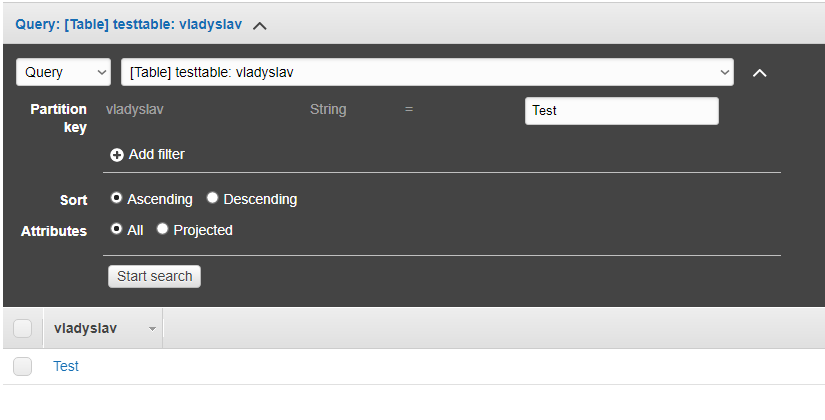 Query: [Table] testtable: vladyslav
Query [Table] testtable: vladyslav
Partition key vladyslav String = Test
Add filter
Sort Ascending Descending
Attributes All Projected
Start search
vladyslav
Test